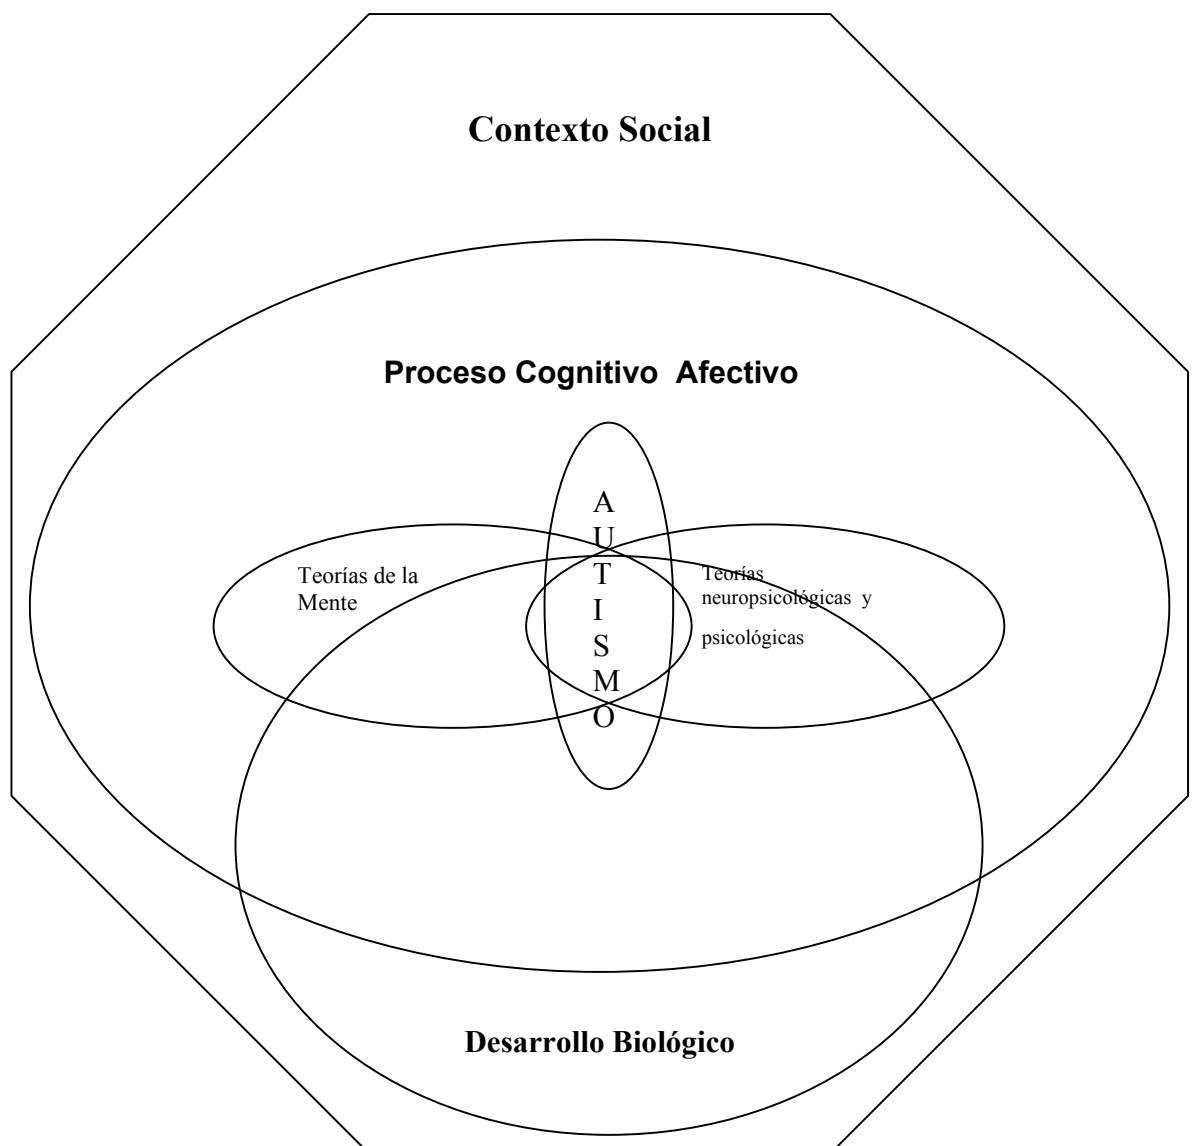 Contexto Social
Proceso Cognitivo  Afectivo
A
U
T
I
S
M
O
Teorías de la
Mente
Teorías
neuropsicológicas  y
psicológicas
Desarrollo Biológico